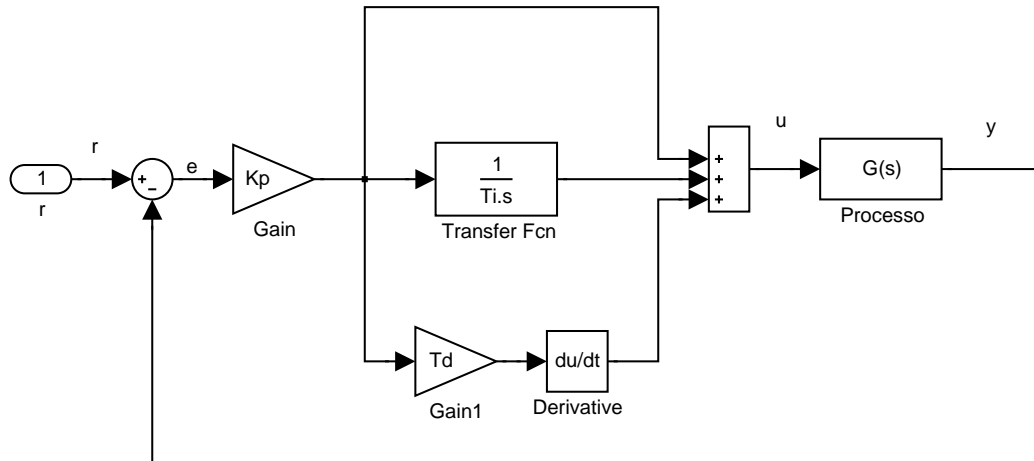 r
1
r
+
−
e
Kp
Gain
1
Ti.s
Transfer Fcn
Td
Gain1
du/dt
Derivative
+
+
+
u
G(s)
Processo
y